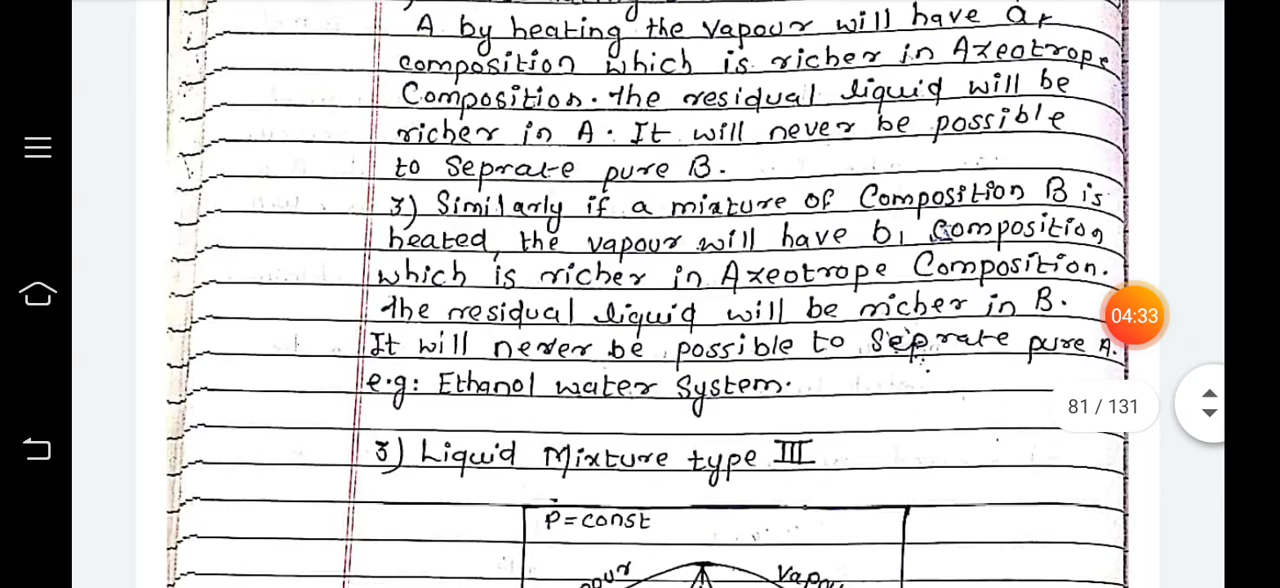 A by heating the vapour will have a,
composition which is richer in Azeotrope
Composition. The residual liquid will be
richer in A. It will never be possible
to Seprate pure B.
3) Similarly if a mixture of Composition B is
heated, the vapour will have b1 Composition
which is richer in Azeotrope Composition.
The residual liquid will be richer in B.
It will never be possible to Seprate pure A.
e.g: Ethanol water System.
3) Liquid Mixture type III
P = const
04:33
81 / 131